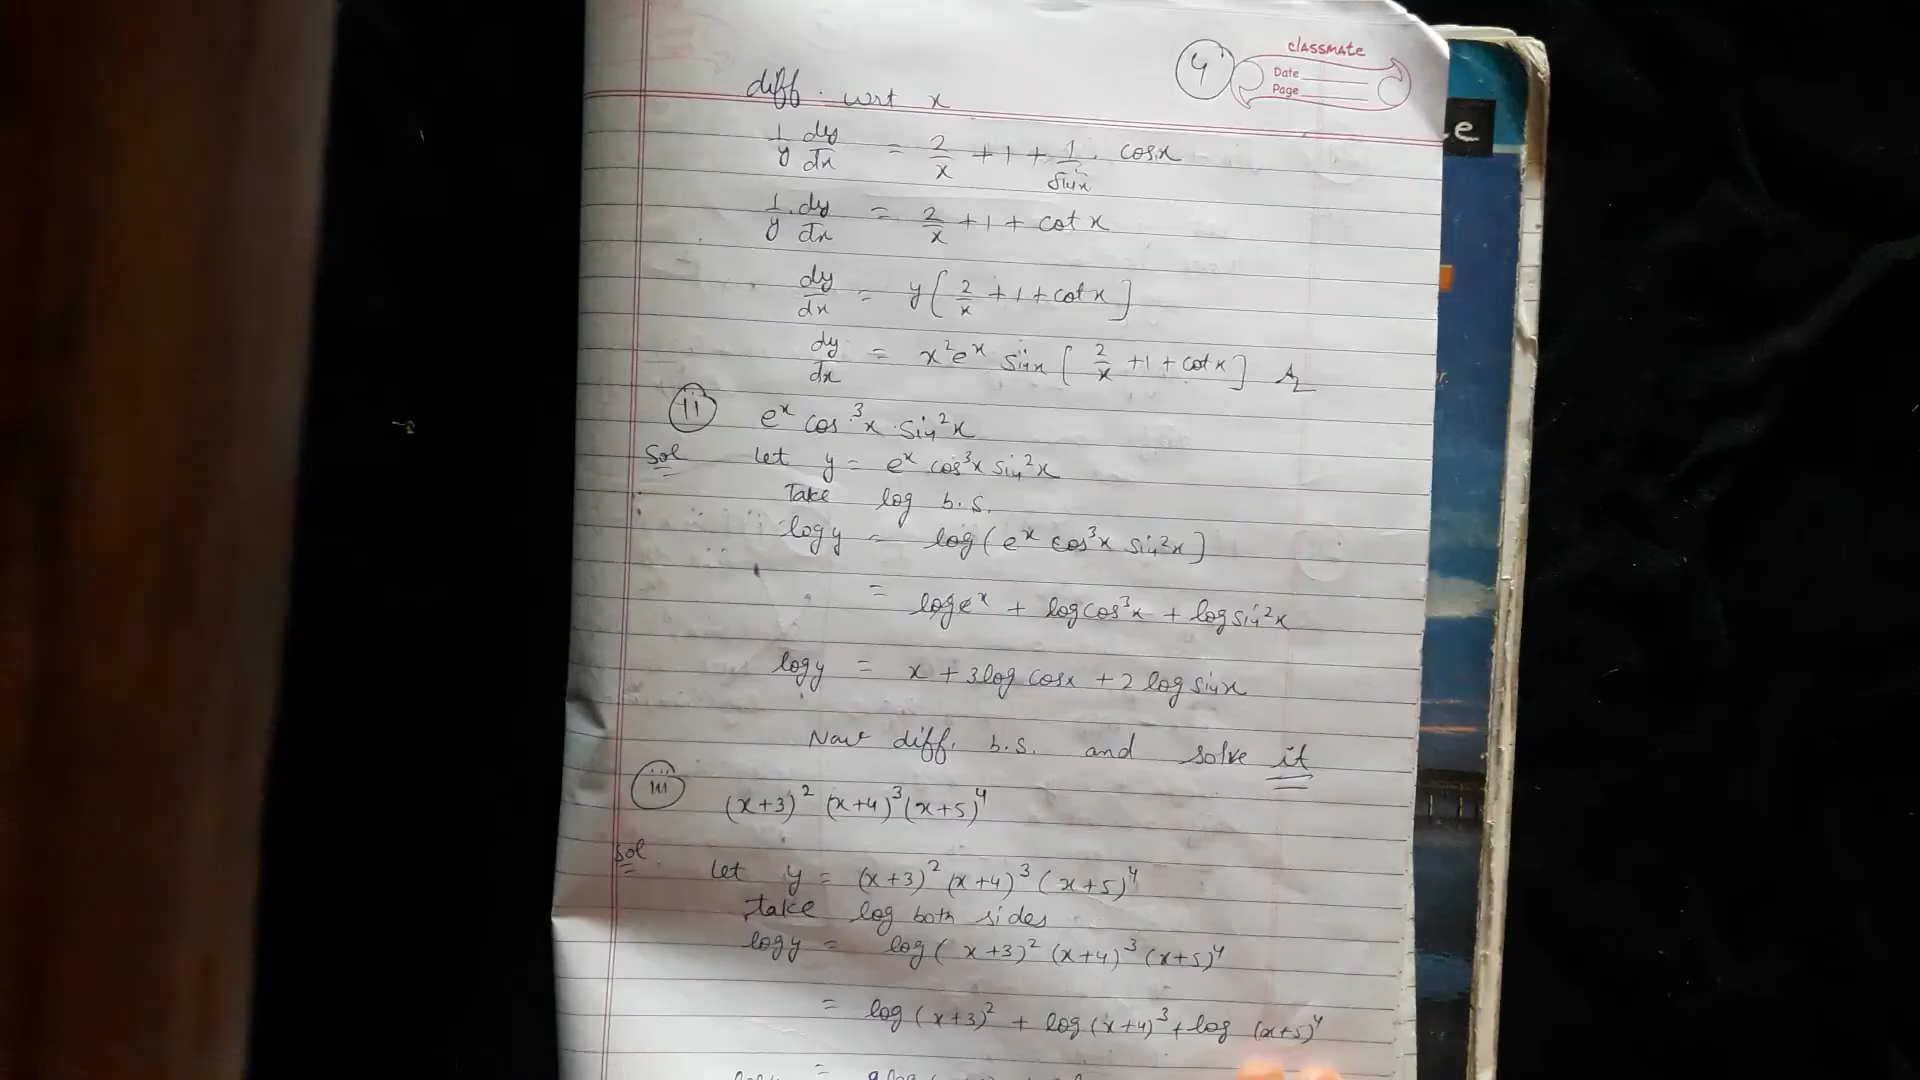 classmate
4
Date
Page
diff. wrt x
1/y dy/dx = 2/x + 1 + 1/sinx . cosx
1/y . dy/dx = 2/x + 1 + cot x
dy/dx = y [ 2/x + 1 + cot x ]
dy/dx = x²eˣ sinx [ 2/x + 1 + cot x ]
e
ii eˣ cos³x . sin²x
Sol Let y = eˣ cos³x sin²x
Take log b.s.
log y = log ( eˣ cos³x sin²x )
= log eˣ + log cos³x + log sin²x
log y = x + 3 log cosx + 2 log sinx
Now diff. b.s. and solve it
iii (x+3)² (x+4)³ (x+5)⁴
Sol Let y = (x+3)² (x+4)³ (x+5)⁴
Take log both sides
log y = log ( x+3)² (x+4)³ (x+5)⁴
= log (x+3)² + log (x+4)³ + log (x+5)⁴